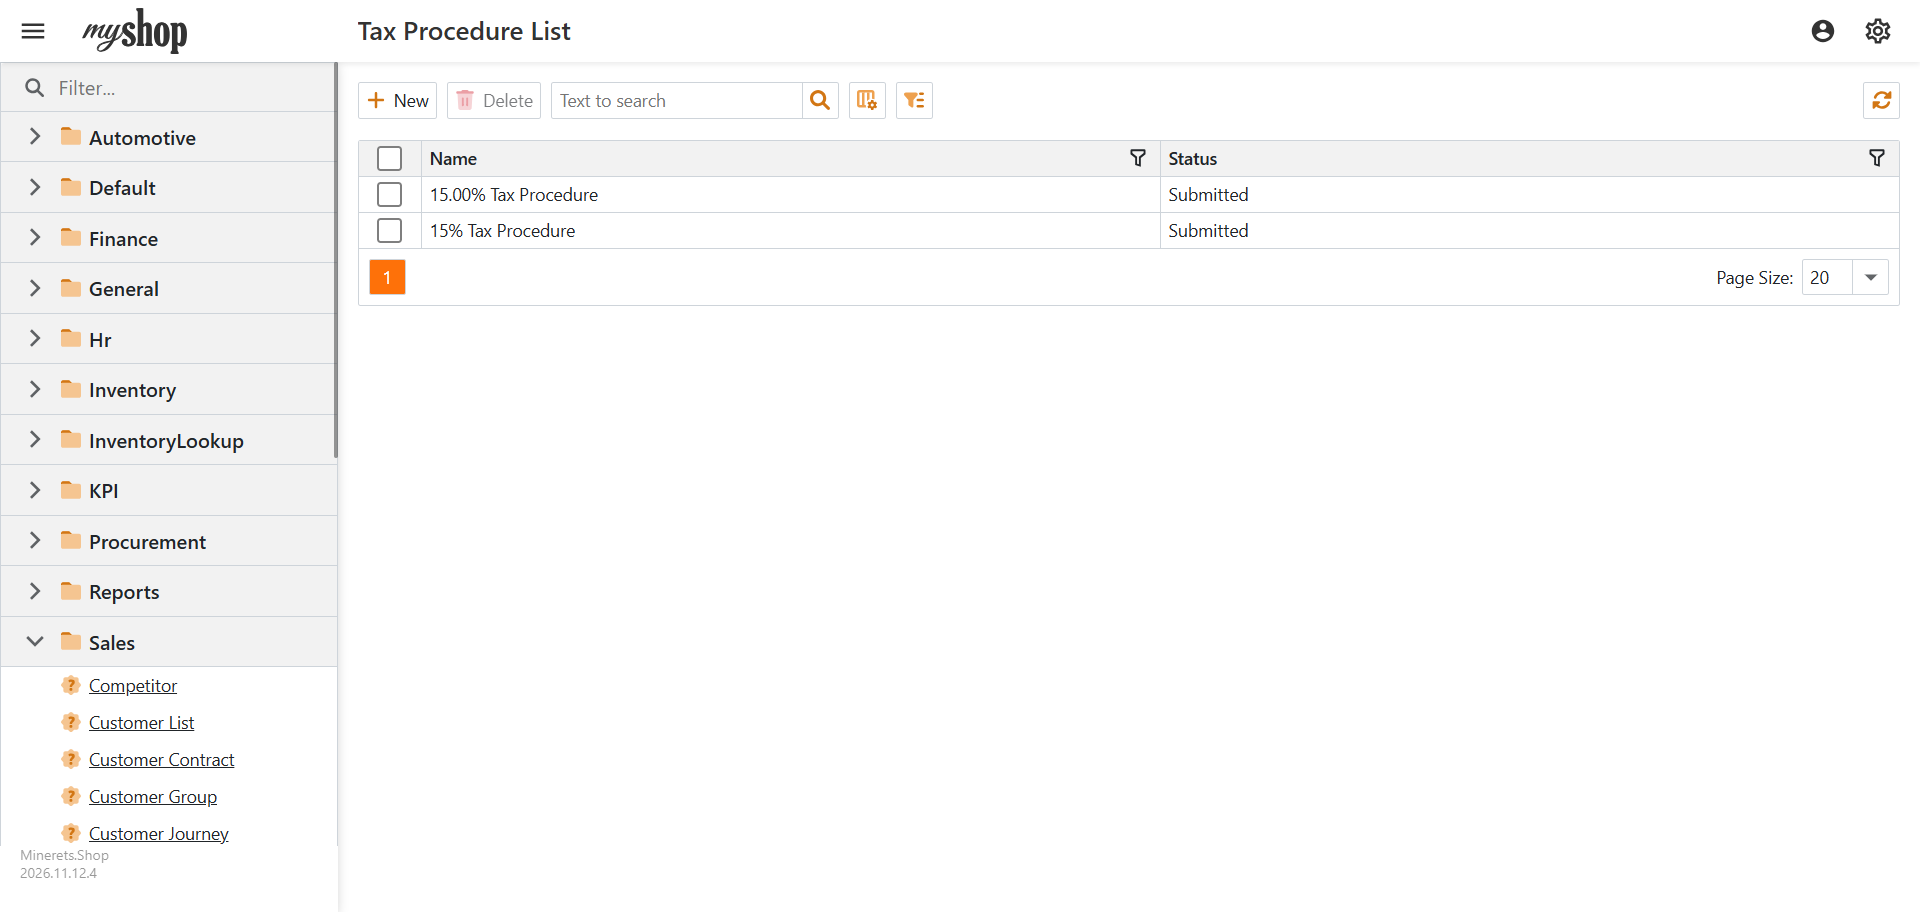 myshop
Tax Procedure List
Filter...
New
Delete
Text to search
Automotive
Default
Finance
General
Hr
Inventory
InventoryLookup
KPI
Procurement
Reports
Sales
Competitor
Customer List
Customer Contract
Customer Group
Customer Journey
Minerets.Shop
2026.11.12.4
Name Status
15.00% Tax Procedure Submitted
15% Tax Procedure Submitted
1
Page Size: 20